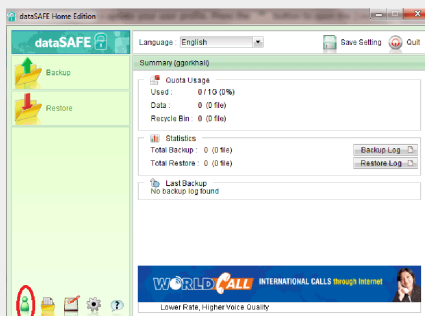 dataSAFE Home Edition
dataSAFE
Language : English
Save Setting
Quit
Backup
Restore
Summary (ggorkhali)
Quota Usage
Used : 0 / 1G (0%)
Data : 0 (0 file)
Recycle Bin : 0 (0 file)
Statistics
Total Backup : 0 (0 file)
Backup Log
Total Restore : 0 (0 file)
Restore Log
Last Backup
No backup log found
WORLD CALL INTERNATIONAL CALLS through Internet
Lower Rate, Higher Voice Quality